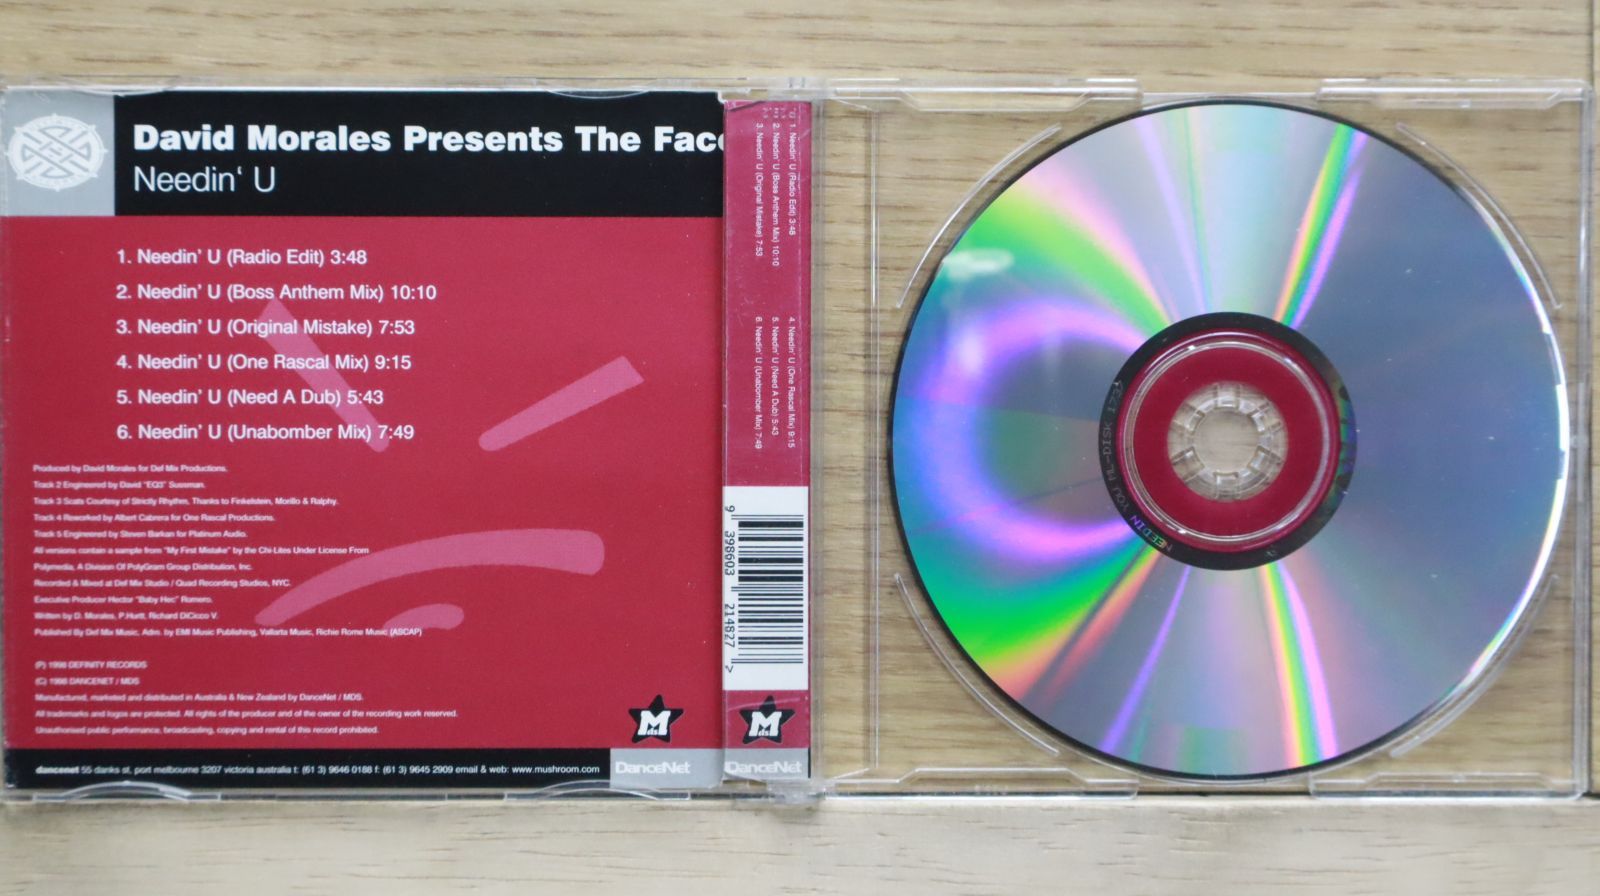 David Morales Presents The Face
Needin' U
1. Needin' U (Radio Edit) 3:48
2. Needin' U (Boss Anthem Mix) 10:10
3. Needin' U (Original Mistake) 7:53
4. Needin' U (One Rascal Mix) 9:15
5. Needin' U (Need A Dub) 5:43
6. Needin' U (Unabomber Mix) 7:49
Produced by David Morales for Def Mix Productions.
Track 2 Engineered by David "EQ3" Sussman.
Track 3 Scats Courtesy of Strictly Rhythm, Thanks to Finkelstein, Morillo & Ralphy.
Track 4 Reworked by Albert Cabrera for One Rascal Productions.
Track 5 Engineered by Steven Barkan for Platinum Audio.
All versions contain a sample from "My First Mistake" by the Chi-Lites Under License From
Polymedia, A Division Of PolyGram Group Distribution, Inc.
Recorded & Mixed at Def Mix Studio / Quad Recording Studios, NYC.
Executive Producer Hector "Baby Hec" Romero.
Written by D. Morales, P.Hurtt, Richard DiCicco V.
Published By Def Mix Music, Adm. by EMI Music Publishing, Vallarta Music, Richie Rome Music (ASCAP)
(P) 1998 DEFINITY RECORDS
(C) 1998 DANCENET / MDS
Manufactured, marketed and distributed in Australia & New Zealand by DanceNet / MDS.
All trademarks and logos are protected. All rights of the producer and of the owner of the recording work reserved.
Unauthorised public performance, broadcasting, copying and rental of this record prohibited.
dancenet 55 danks st, port melbourne 3207 victoria australia t: (61 3) 9646 0188 f: (61 3) 9645 2909 email & web: www.mushroom.com
M ds
DanceNet
1. Needin' U (Radio Edit) 3:48
2. Needin' U (Boss Anthem Mix) 10:10
3. Needin' U (Original Mistake) 7:53
4. Needin' U (One Rascal Mix) 9:15
5. Needin' U (Need A Dub) 5:43
6. Needin' U (Unabomber Mix) 7:49
9 398603 214827 >
M ds
DanceNet
NEEDIN YOU ML-DISK